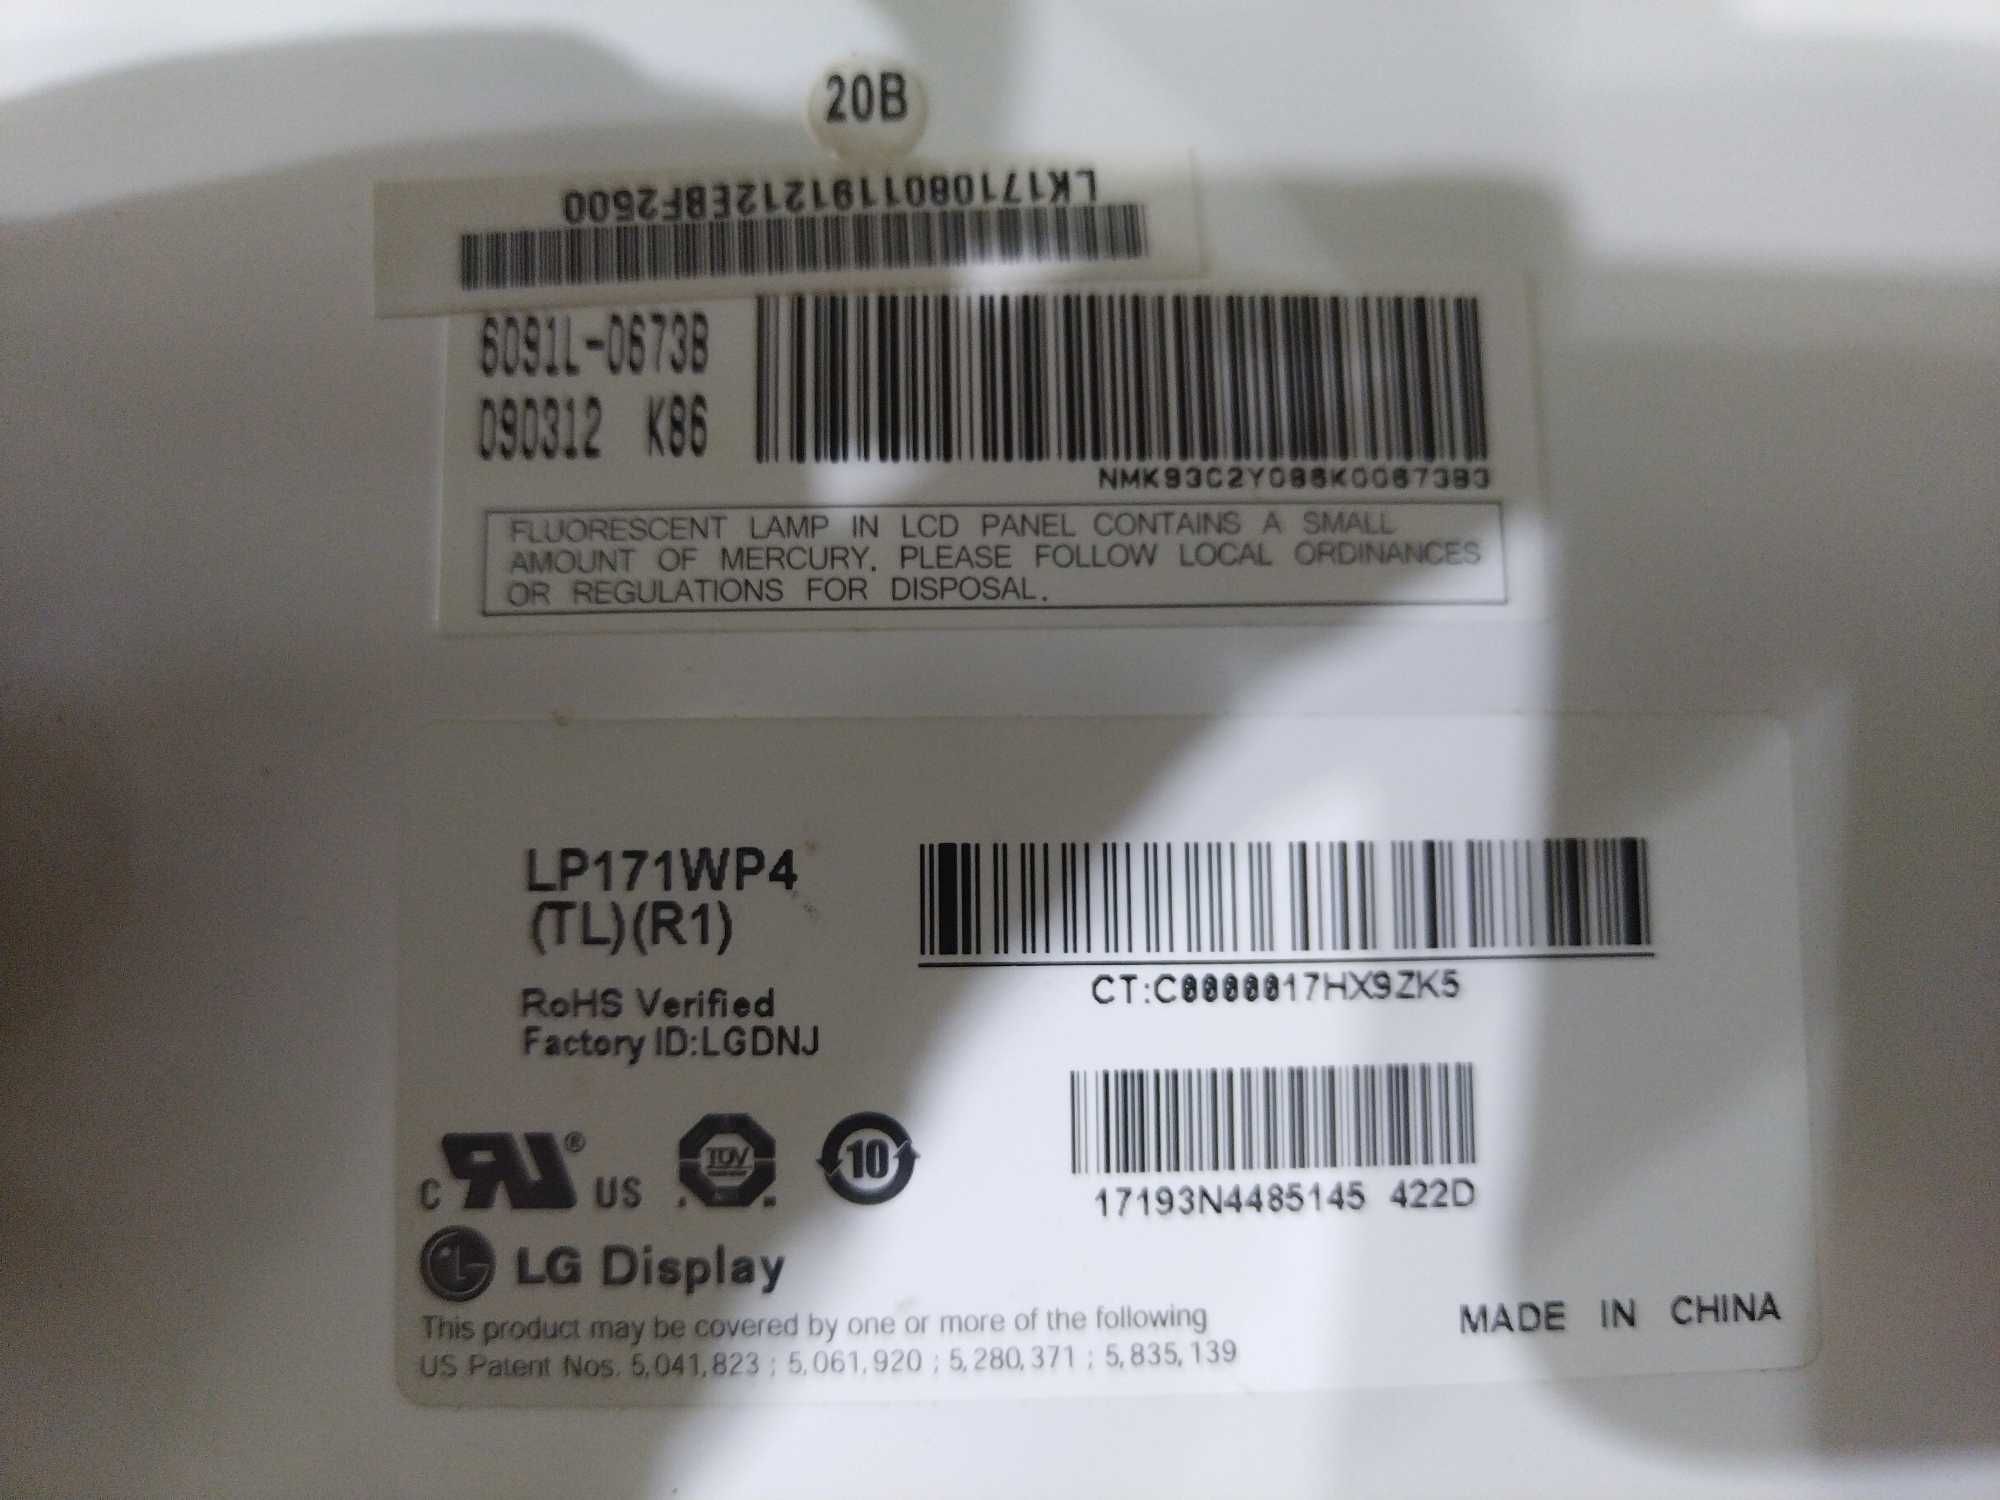 20B
LK1710801191212EBF2600
6091L-0673B
090312 K86
NMK93C2Y086K00673B3
FLUORESCENT LAMP IN LCD PANEL CONTAINS A SMALL
AMOUNT OF MERCURY. PLEASE FOLLOW LOCAL ORDINANCES
OR REGULATIONS FOR DISPOSAL.
LP171WP4
(TL)(R1)
CT:C0000017HX9ZK5
RoHS Verified
Factory ID:LGDNJ
C US
TÜV
10
17193N4485145 422D
LG Display
MADE IN CHINA
This product may be covered by one or more of the following
US Patent Nos. 5,041,823 ; 5,061,920 ; 5,280,371 ; 5,835,139